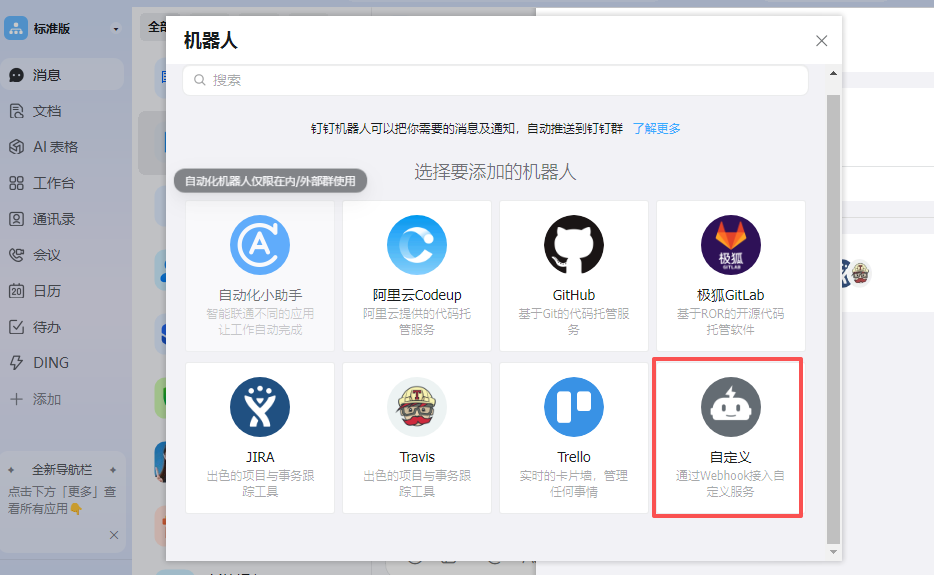 标准版
消息
文档
AI 表格
工作台
通讯录
会议
日历
待办
DING
添加
全新导航栏
点击下方「更多」查
看所有应用👇
机器人
搜索
钉钉机器人可以把你需要的消息及通知，自动推送到钉钉群 了解更多
选择要添加的机器人
自动化机器人仅限在内/外部群使用
自动化小助手
智能联通不同的应用
让工作自动完成
阿里云Codeup
阿里云提供的代码托
管服务
GitHub
基于Git的代码托管服
务
极狐
GITLAB
极狐GitLab
基于ROR的开源代码
托管软件
JIRA
出色的项目与事务跟
踪工具
Travis
出色的项目与事务跟
踪工具
Trello
实时的卡片墙，管理
任何事情
自定义
通过Webhook接入自
定义服务